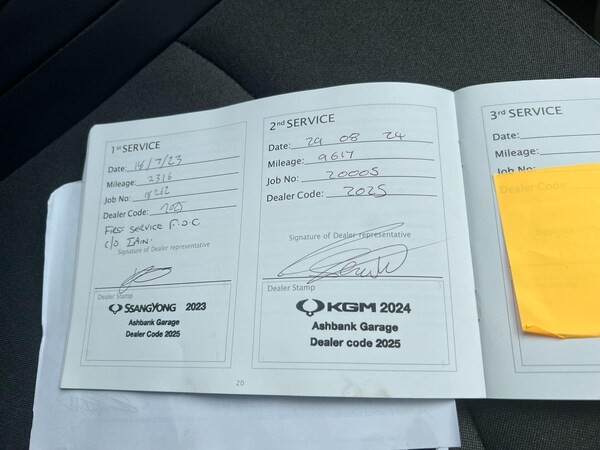 1st SERVICE
Date: 14/7/23
Mileage: 2316
Job No: 18212
Dealer Code: 2025
FIRST SERVICE F.O.C
C/O IAIN.
Signature of Dealer representative
Dealer Stamp
SSANGYONG 2023
Ashbank Garage
Dealer Code 2025
2nd SERVICE
Date: 29 08 24
Mileage: 9617
Job No: 20005
Dealer Code: 2025
Signature of Dealer representative
Dealer Stamp
KGM 2024
Ashbank Garage
Dealer code 2025
20
3rd SERVICE
Date:
Mileage:
Job No:
Dealer Code: